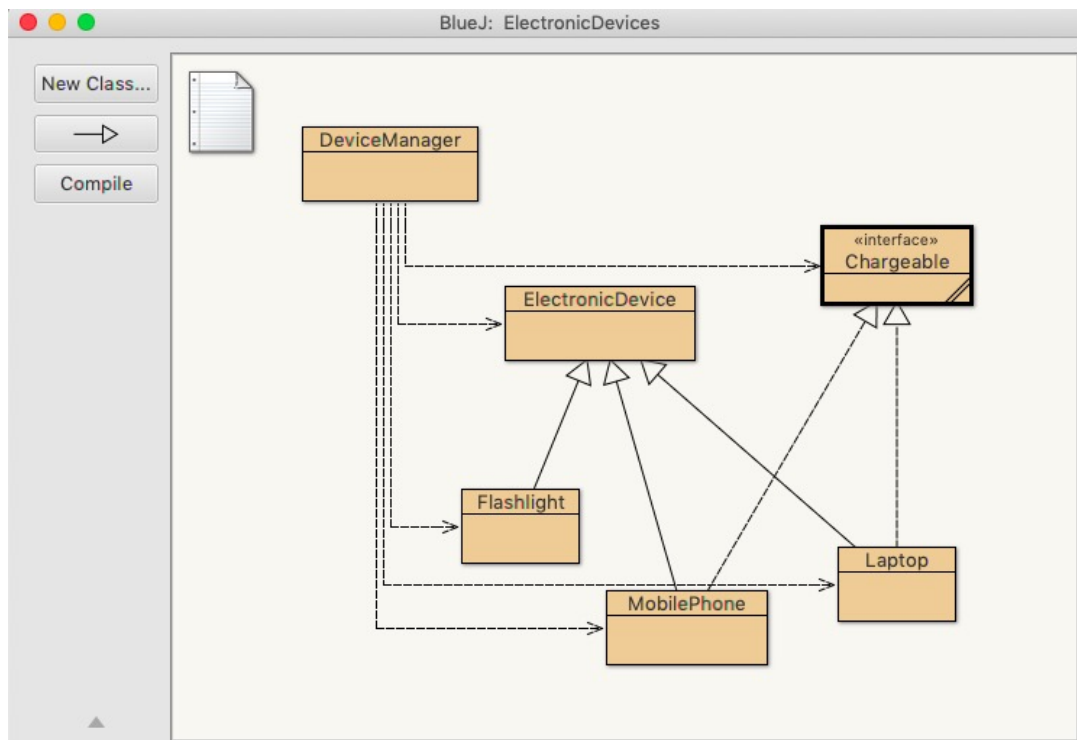 BlueJ: ElectronicDevices
New Class...
Compile
DeviceManager
«interface»
Chargeable
ElectronicDevice
Flashlight
Laptop
MobilePhone